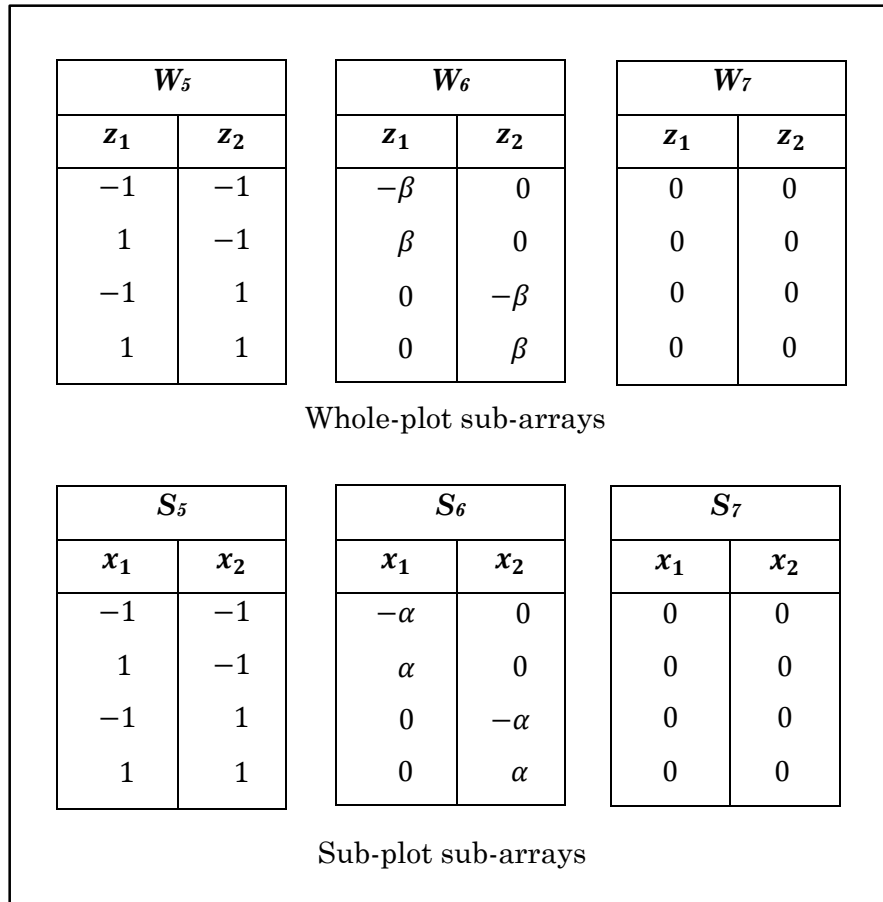 W5 W6 W7
z1 z2 z1 z2 z1 z2
−1 −1 −β 0 0 0
1 −1 β 0 0 0
−1 1 0 −β 0 0
1 1 0 β 0 0
Whole-plot sub-arrays
S5 S6 S7
x1 x2 x1 x2 x1 x2
−1 −1 −α 0 0 0
1 −1 α 0 0 0
−1 1 0 −α 0 0
1 1 0 α 0 0
Sub-plot sub-arrays